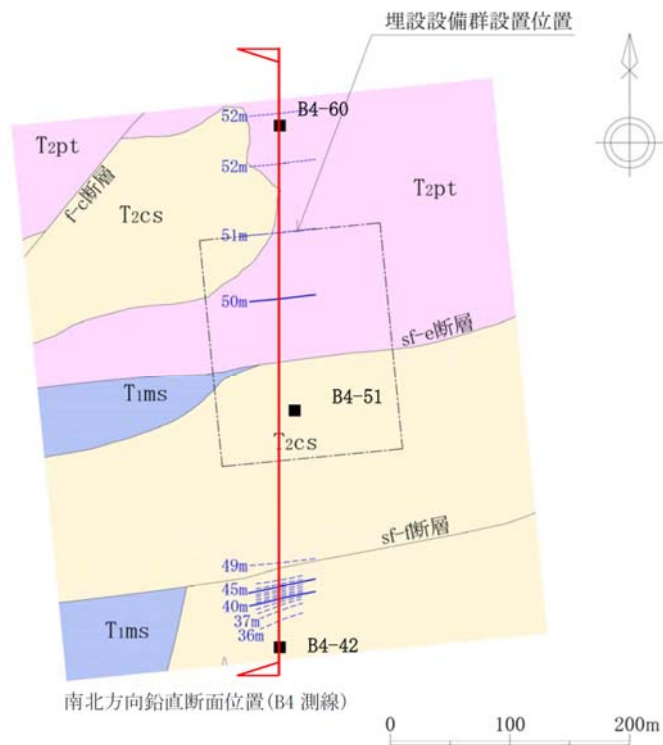 埋設設備群設置位置
52m
B4-60
T2pt
52m
f-c断層
T2pt
T2cs
51m
50m
sf-e断層
T1ms
B4-51
T2cs
sf-f断層
49m
45m
40m
37m
36m
T1ms
B4-42
南北方向鉛直断面位置(B4 測線)
0 100 200m